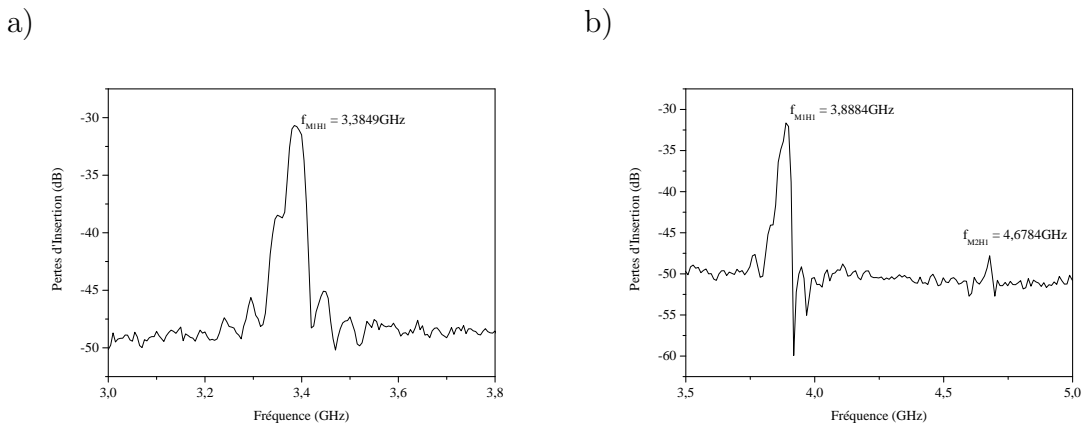 a)
-30
-35
-40
-45
-50
3,0
3,2
3,4
3,6
3,8
Pertes d'Insertion (dB)
Fréquence (GHz)
f_M1H1 = 3,3849GHz
b)
-30
-35
-40
-45
-50
-55
-60
3,5
4,0
4,5
5,0
Pertes d'Insertion (dB)
Fréquence (GHz)
f_M1H1 = 3,8884GHz
f_M2H1 = 4,6784GHz